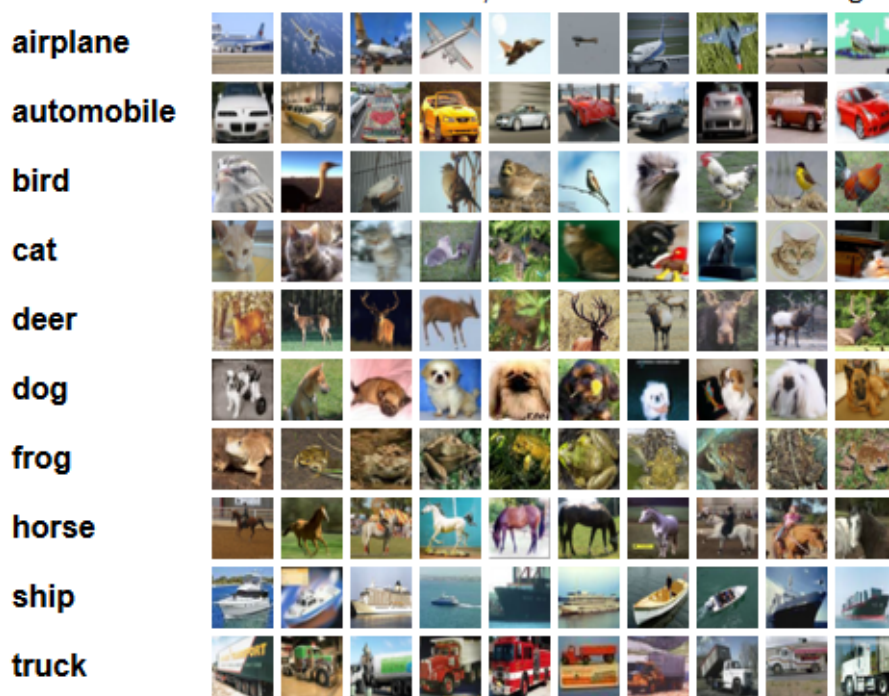 airplane
automobile
bird
cat
deer
dog
frog
horse
ship
truck